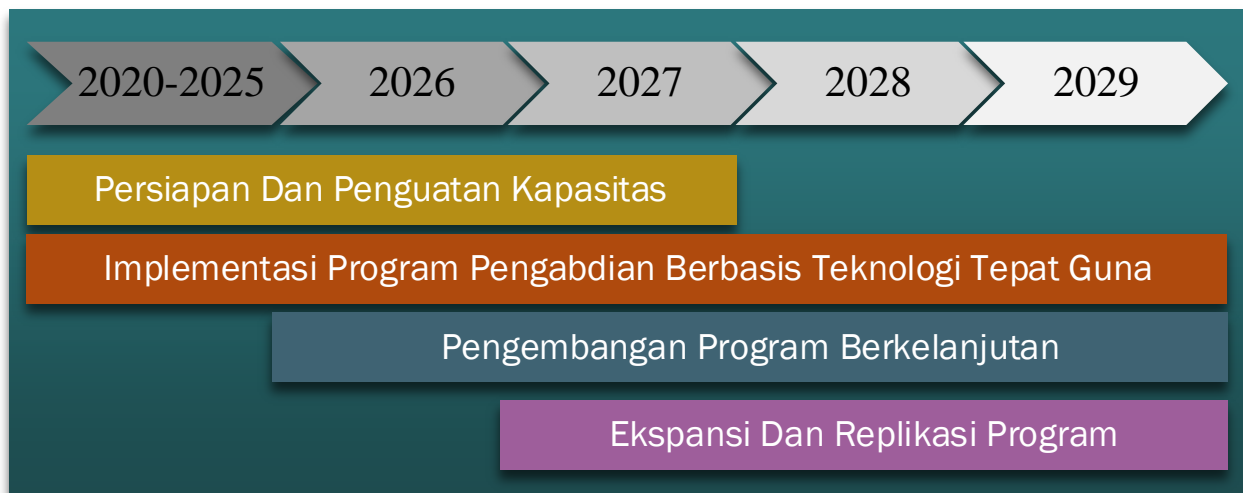 2020-2025 2026 2027 2028 2029
Persiapan Dan Penguatan Kapasitas
Implementasi Program Pengabdian Berbasis Teknologi Tepat Guna
Pengembangan Program Berkelanjutan
Ekspansi Dan Replikasi Program